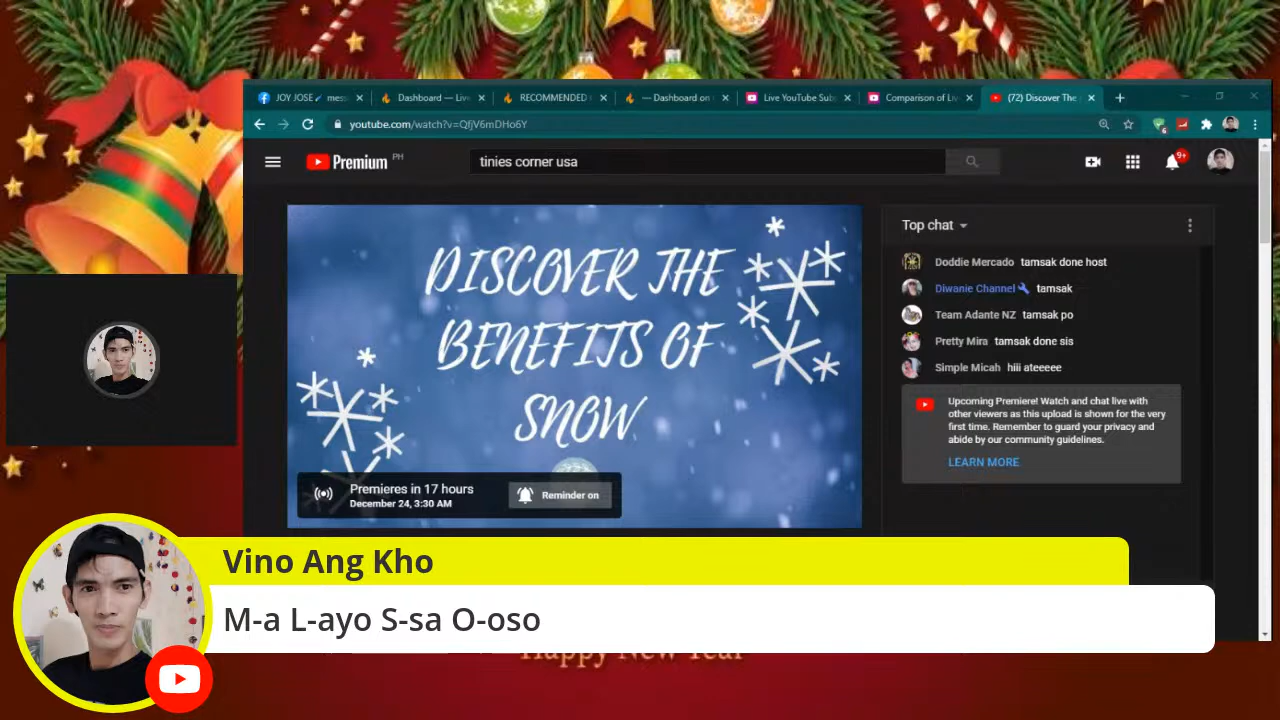 JOY JOSE mess
Dashboard — Live
RECOMMENDED
— Dashboard on
Live YouTube Sub
Comparison of Li
(72) Discover The
youtube.com/watch?v=QfjV6mDHo6Y
Premium PH
tinies corner usa
9+
DISCOVER THE
BENEFITS OF
SNOW
Premieres in 17 hours
December 24, 3:30 AM
Reminder on
Top chat
Doddie Mercado tamsak done host
Diwanie Channel tamsak
Team Adante NZ tamsak po
Pretty Mira tamsak done sis
Simple Micah hiii ateeeee
Upcoming Premiere! Watch and chat live with
other viewers as this upload is shown for the very
first time. Remember to guard your privacy and
abide by our community guidelines.
LEARN MORE
Vino Ang Kho
M-a L-ayo S-sa O-oso
Happy New Year